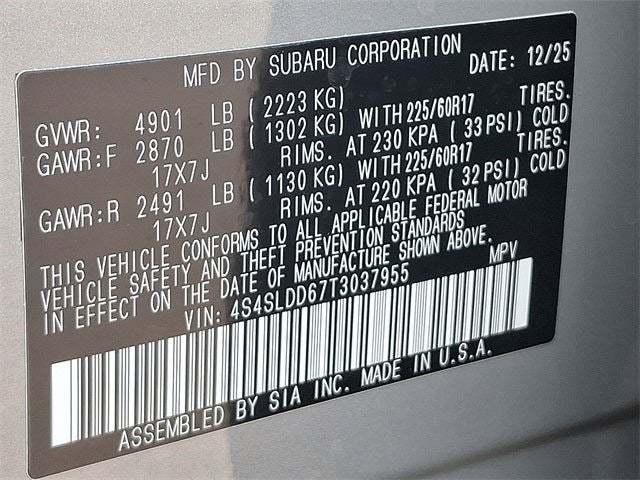 MFD BY SUBARU CORPORATION DATE: 12/25
GVWR: 4901 LB (2223 KG)
GAWR:F 2870 LB (1302 KG) WITH 225/60R17 TIRES.
17X7J RIMS. AT 230 KPA (33 PSI) COLD
GAWR:R 2491 LB (1130 KG) WITH 225/60R17 TIRES.
17X7J RIMS. AT 220 KPA (32 PSI) COLD
THIS VEHICLE CONFORMS TO ALL APPLICABLE FEDERAL MOTOR
VEHICLE SAFETY AND THEFT PREVENTION STANDARDS
IN EFFECT ON THE DATE OF MANUFACTURE SHOWN ABOVE.
VIN: 4S4SLDD67T3037955 MPV
ASSEMBLED BY SIA INC. MADE IN U.S.A.